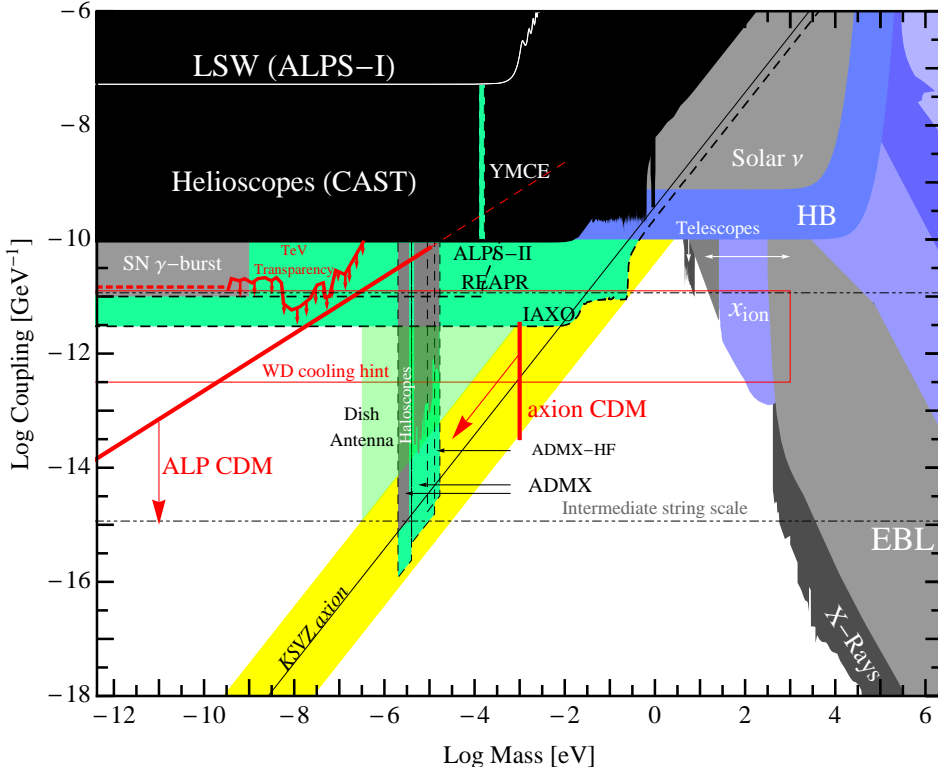 -6
LSW (ALPS-I)
-8
YMCE
Solar ν
Helioscopes (CAST)
HB
Telescopes
-10
SN γ-burst
TeV
Transparency
ALPS-II
REAPR
IAXO
x_ion
-12
WD cooling hint
Haloscopes
Dish
Antenna
axion CDM
ADMX-HF
-14
ALP CDM
ADMX
Intermediate string scale
EBL
-16
KSVZ axion
X-Rays
-18
-12 -10 -8 -6 -4 -2 0 2 4 6
Log Mass [eV]
Log Coupling [GeV⁻¹]